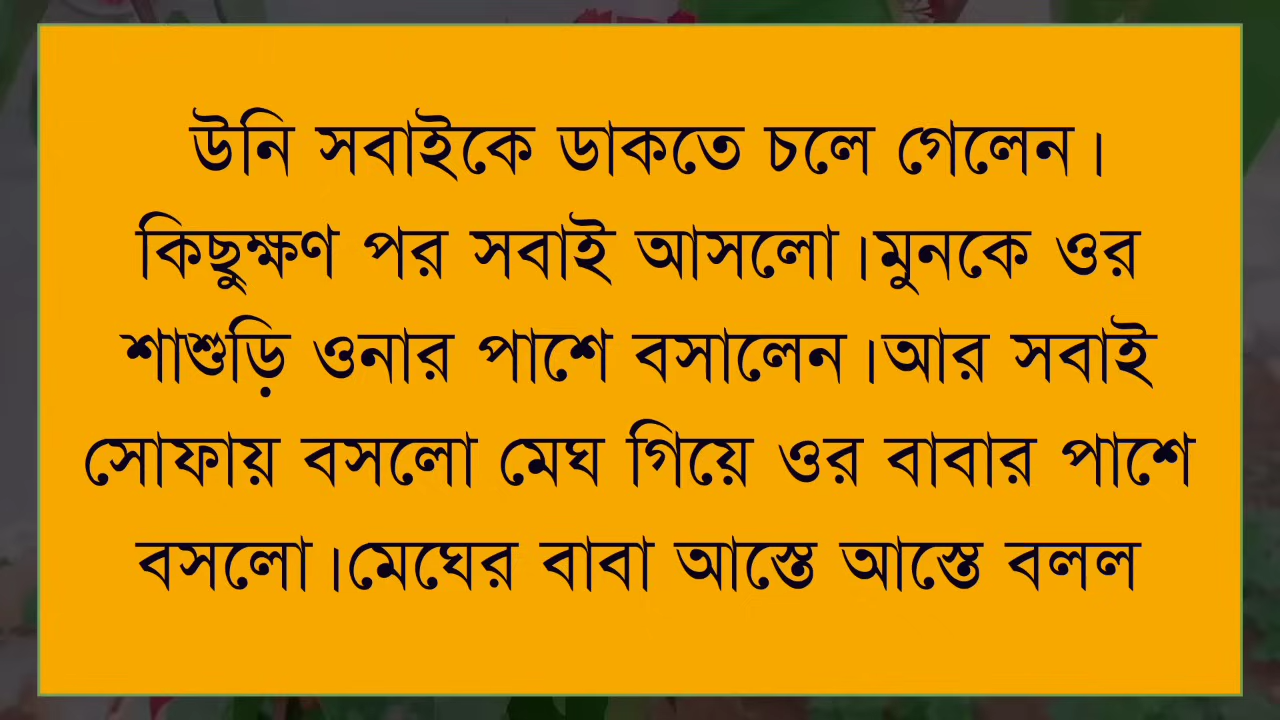 উনি সবাইকে ডাকতে চলে গেলেন।
কিছুক্ষণ পর সবাই আসলো।মুনকে ওর
শাশুড়ি ওনার পাশে বসালেন।আর সবাই
সোফায় বসলো মেঘ গিয়ে ওর বাবার পাশে
বসলো।মেঘের বাবা আস্তে আস্তে বলল